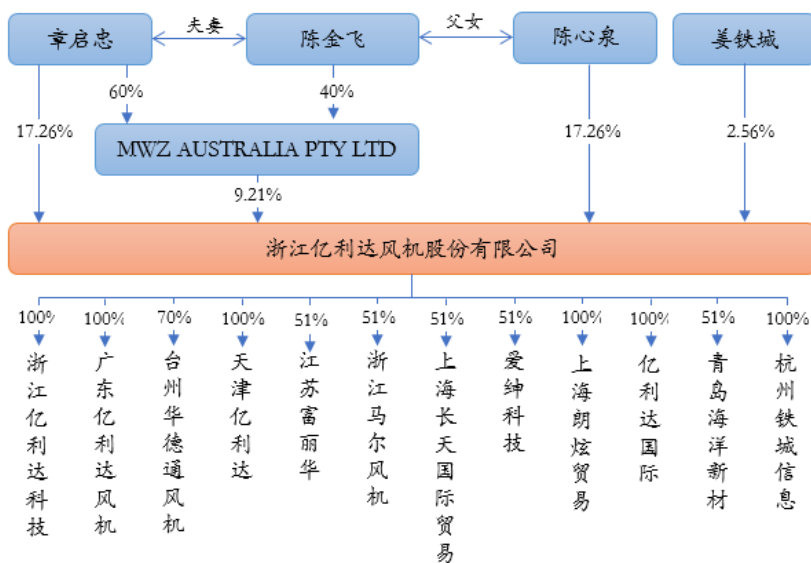 章启忠
夫妻
陈金飞
父女
陈心泉
姜铁城
60%
40%
17.26%
17.26%
2.56%
MWZ AUSTRALIA PTY LTD
9.21%
浙江亿利达风机股份有限公司
100%
100%
70%
100%
51%
51%
51%
51%
100%
100%
51%
100%
浙江亿利达科技
广东亿利达风机
台州华德通风机
天津亿利达
江苏富丽华
浙江马尔风机
上海长天国际贸易
爱绅科技
上海朗炫贸易
亿利达国际
青岛海洋新材
杭州铁城信息